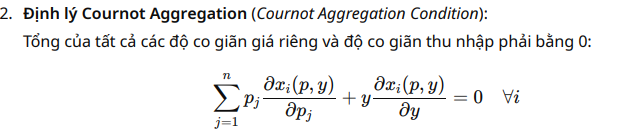 2. Định lý Cournot Aggregation (Cournot Aggregation Condition):
Tổng của tất cả các độ co giãn giá riêng và độ co giãn thu nhập phải bằng 0:
$$\sum_{j=1}^{n} p_j \frac{\partial x_i(p, y)}{\partial p_j} + y \frac{\partial x_i(p, y)}{\partial y} = 0 \quad \forall i$$